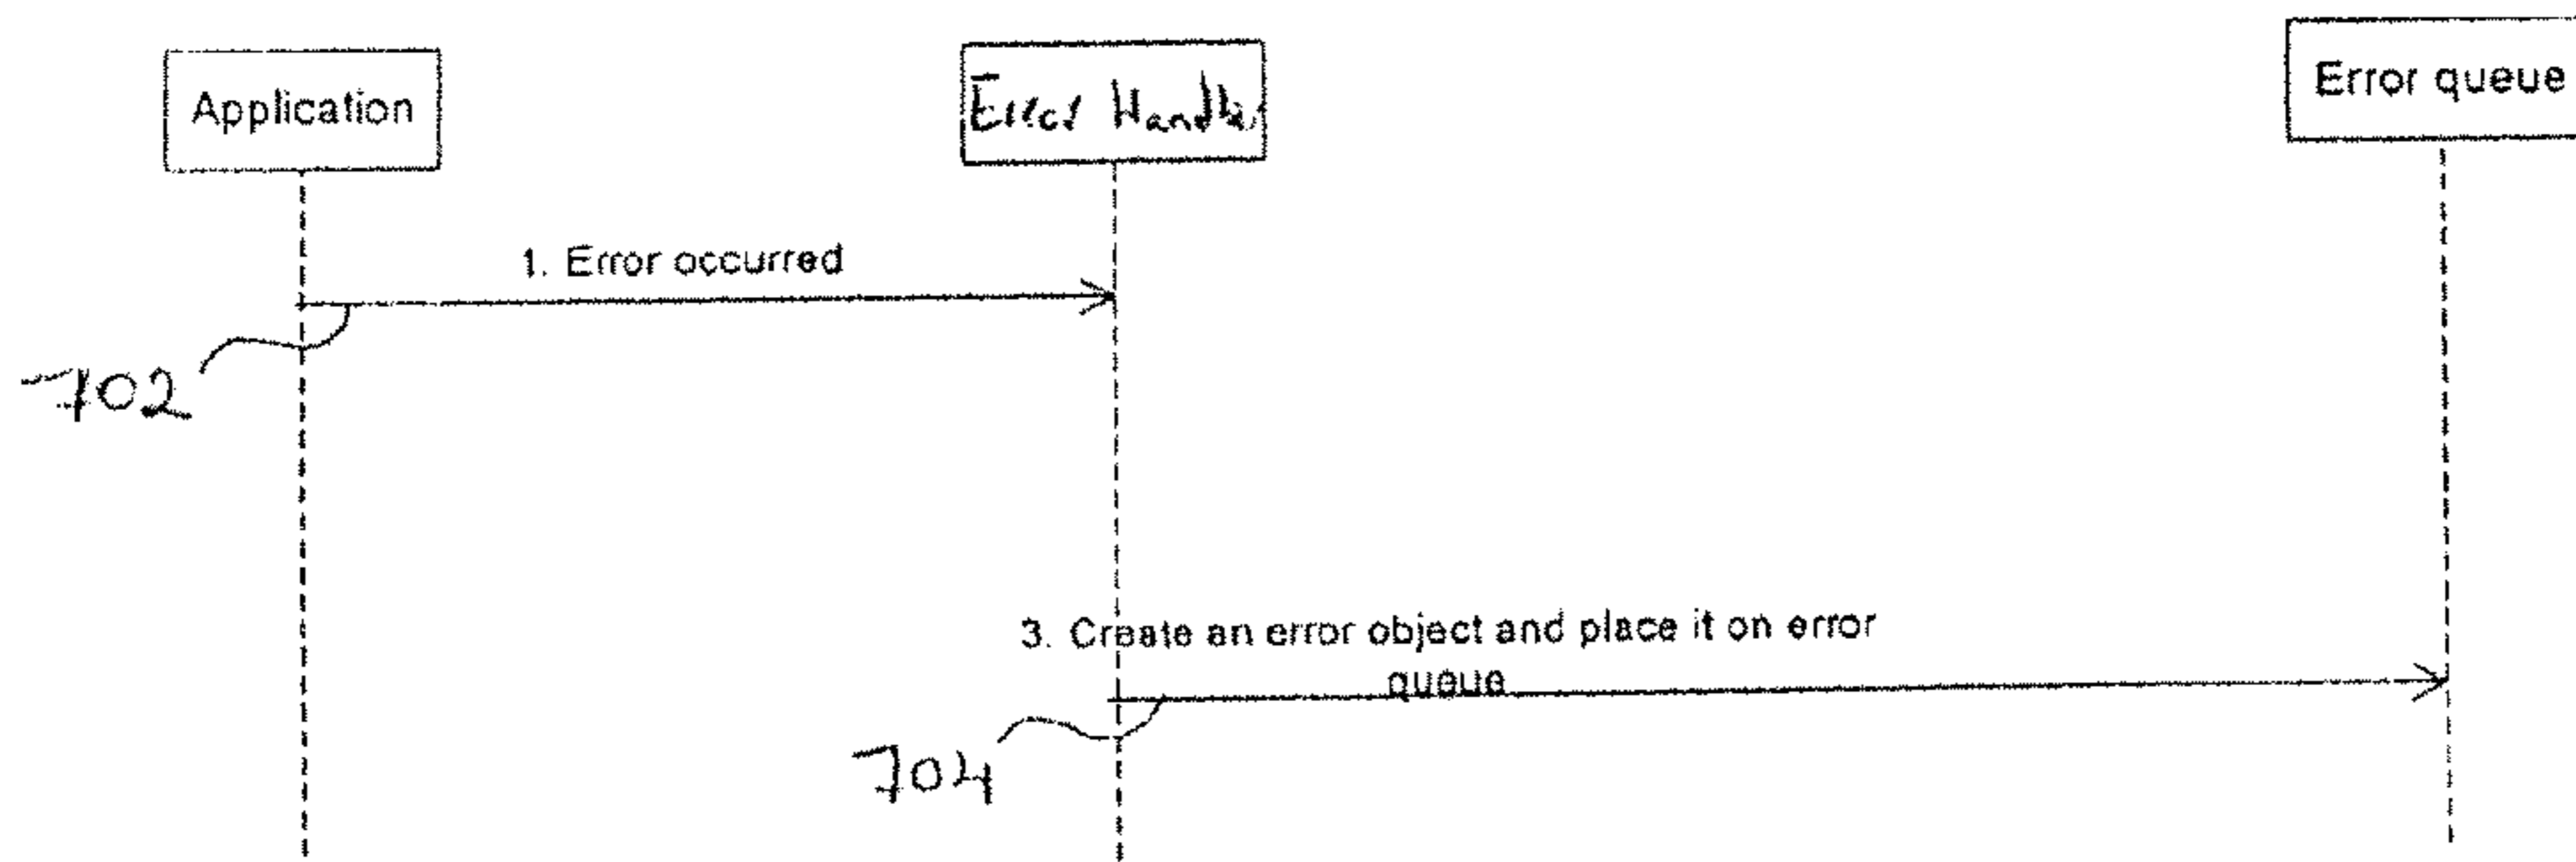 Application
Error Handler
Error queue
1. Error occurred
702
3. Create an error object and place it on error
queue
704